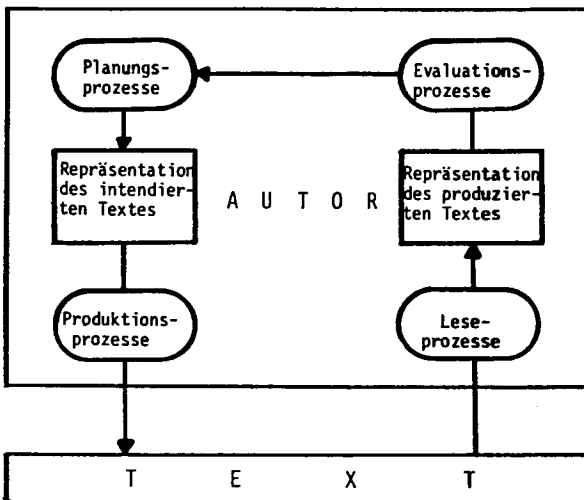 Planungs-
prozesse
Evaluations-
prozesse
Repräsentation
des intendier-
ten Textes
A U T O R
Repräsentation
des produzier-
ten Textes
Produktions-
prozesse
Lese-
prozesse
T E X T